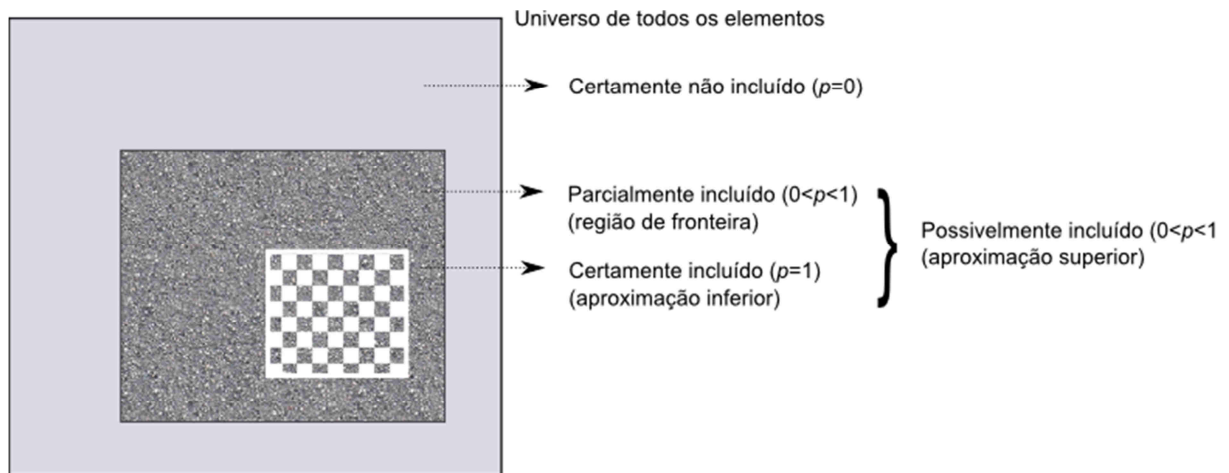 Universo de todos os elementos
Certamente não incluído (p=0)
Parcialmente incluído (0<p<1)
(região de fronteira)
Certamente incluído (p=1)
(aproximação inferior)
Possivelmente incluído (0<p<1
(aproximação superior)